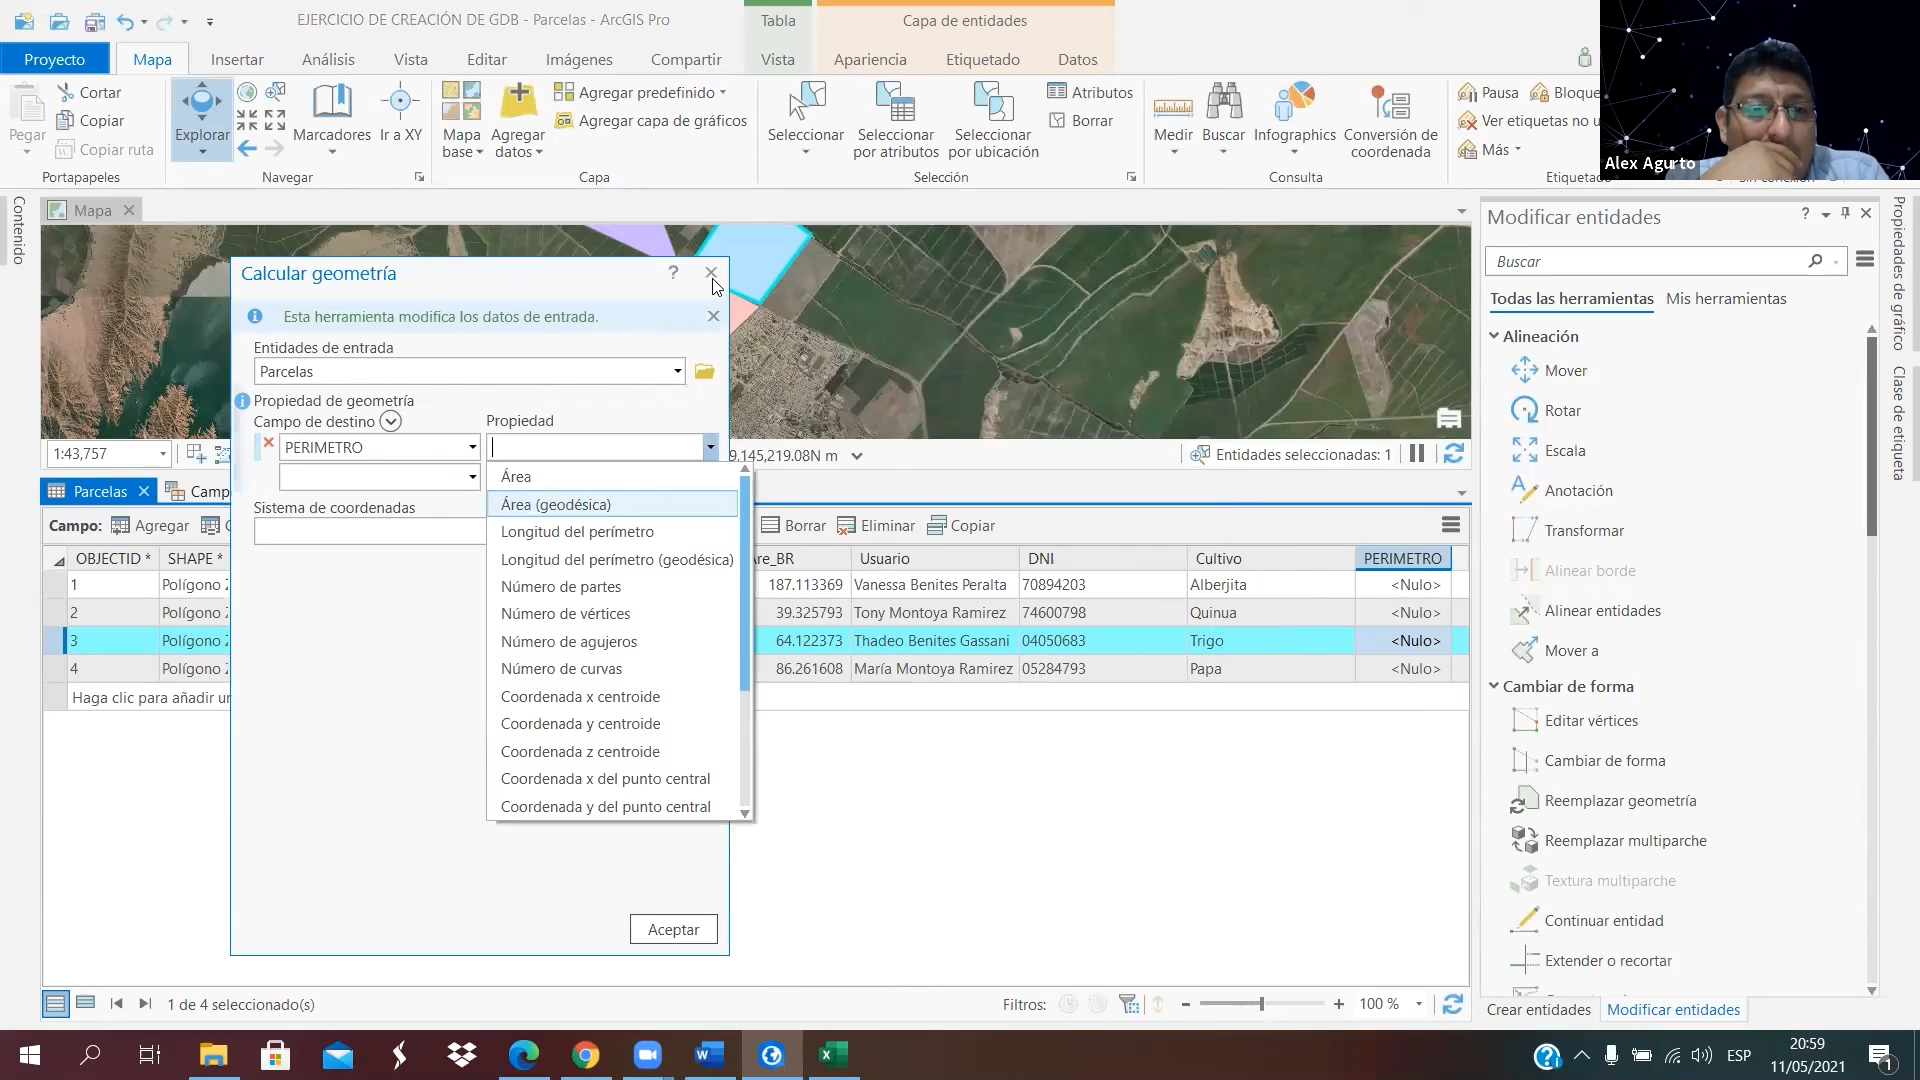 EJERCICIO DE CREACIÓN DE GDB - Parcelas - ArcGIS Pro
Tabla
Capa de entidades
Proyecto
Mapa
Insertar
Análisis
Vista
Editar
Imágenes
Compartir
Vista
Apariencia
Etiquetado
Datos
Pegar
Cortar
Copiar
Copiar ruta
Portapapeles
Explorar
Marcadores
Ir a XY
Navegar
Mapa base
Agregar datos
Agregar predefinido
Agregar capa de gráficos
Capa
Seleccionar
Seleccionar por atributos
Seleccionar por ubicación
Atributos
Borrar
Selección
Medir
Buscar
Infographics
Conversión de coordenada
Consulta
Pausa
Bloque
Ver etiquetas no u
Más
Alex Agurto
Contenido
Mapa
Calcular geometría
?
Esta herramienta modifica los datos de entrada.
Entidades de entrada
Parcelas
Propiedad de geometría
Campo de destino
Propiedad
PERIMETRO
Sistema de coordenadas
Área
Área (geodésica)
Longitud del perímetro
Longitud del perímetro (geodésica)
Número de partes
Número de vértices
Número de agujeros
Número de curvas
Coordenada x centroide
Coordenada y centroide
Coordenada z centroide
Coordenada x del punto central
Coordenada y del punto central
Aceptar
1:43,757
9.145,219.08N m
Entidades seleccionadas: 1
Parcelas
Camp
Campo:
Agregar
Borrar
Eliminar
Copiar
OBJECTID *
SHAPE *
re_BR
Usuario
DNI
Cultivo
PERIMETRO
1
Polígono
187.113369
Vanessa Benites Peralta
70894203
Alberjita
<Nulo>
2
Polígono
39.325793
Tony Montoya Ramirez
74600798
Quinua
<Nulo>
3
Polígono
64.122373
Thadeo Benites Gassani
04050683
Trigo
<Nulo>
4
Polígono
86.261608
María Montoya Ramirez
05284793
Papa
<Nulo>
Haga clic para añadir
1 de 4 seleccionado(s)
Filtros:
100 %
Modificar entidades
?
Buscar
Todas las herramientas
Mis herramientas
Alineación
Mover
Rotar
Escala
Anotación
Transformar
Alinear borde
Alinear entidades
Mover a
Cambiar de forma
Editar vértices
Cambiar de forma
Reemplazar geometría
Reemplazar multiparche
Textura multiparche
Continuar entidad
Extender o recortar
Crear entidades
Modificar entidades
Propiedades de gráfico
Clase de etiqueta
ESP
20:59
11/05/2021
1